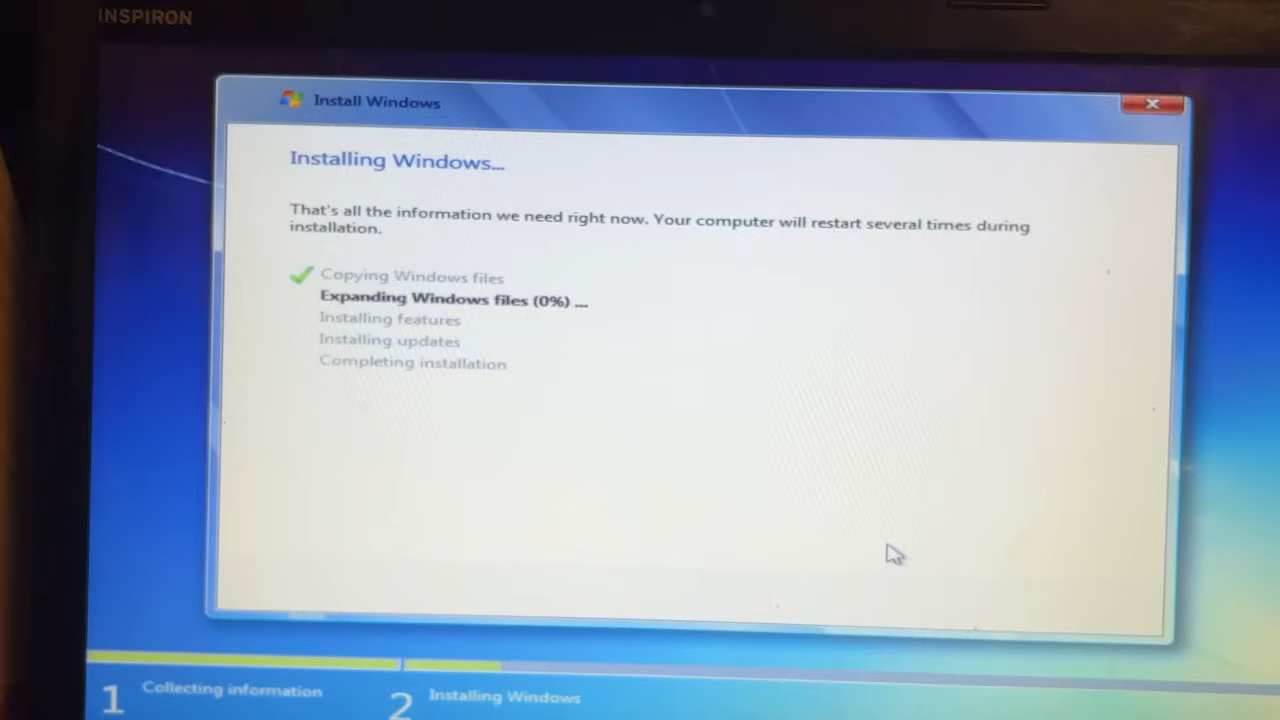 INSPIRON
Install Windows
Installing Windows...
That's all the information we need right now. Your computer will restart several times during
installation.
Copying Windows files
Expanding Windows files (0%) ...
Installing features
Installing updates
Completing installation
1 Collecting information
2 Installing Windows